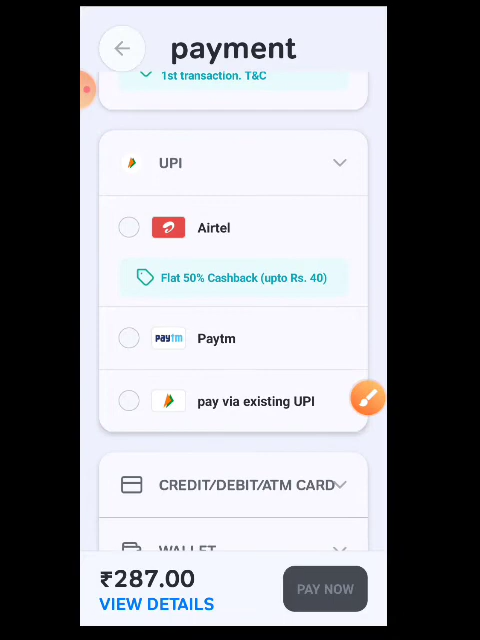 payment
1st transaction. T&C
UPI
Airtel
Flat 50% Cashback (upto Rs. 40)
paytm
Paytm
pay via existing UPI
CREDIT/DEBIT/ATM CARD
WALLET
₹287.00
VIEW DETAILS
PAY NOW